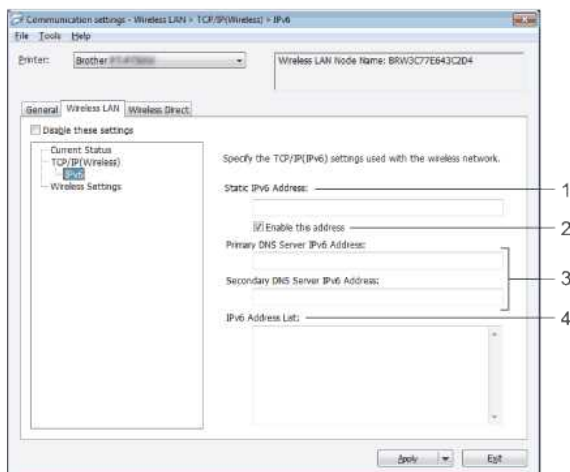 Communication settings - Wireless LAN > TCP/IP(Wireless) > IPv6
File Tools Help
Printer: Brother
Wireless LAN Node Name: BRW3C77E643C2D4
General Wireless LAN Wireless Direct
Disable these settings
Current Status
TCP/IP(Wireless)
IPv6
Wireless Settings
Specify the TCP/IP(IPv6) settings used with the wireless network.
Static IPv6 Address: 1
Enable this address 2
Primary DNS Server IPv6 Address:
3
Secondary DNS Server IPv6 Address:
IPv6 Address List: 4
Apply Exit